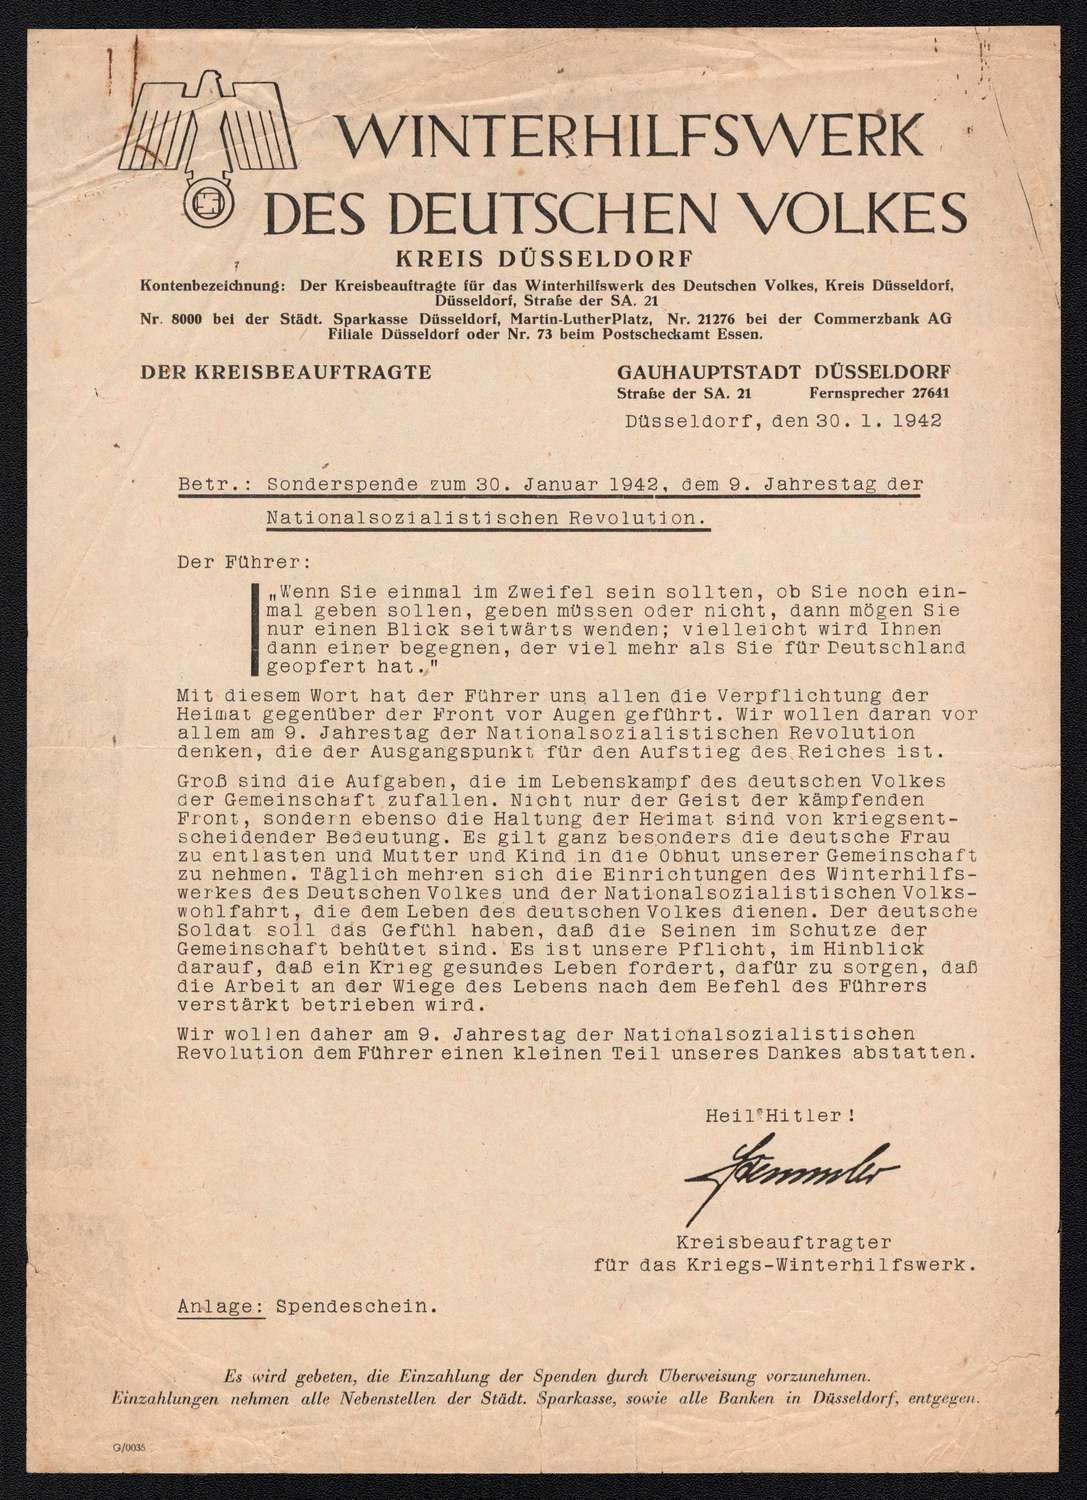 WINTERHILFSWERK
DES DEUTSCHEN VOLKES
KREIS DÜSSELDORF
Kontenbezeichnung: Der Kreisbeauftragte für das Winterhilfswerk des Deutschen Volkes, Kreis Düsseldorf,
Düsseldorf, Straße der SA. 21
Nr. 8000 bei der Städt. Sparkasse Düsseldorf, Martin-LutherPlatz, Nr. 21276 bei der Commerzbank AG
Filiale Düsseldorf oder Nr. 73 beim Postscheckamt Essen.
DER KREISBEAUFTRAGTE
GAUHAUPTSTADT DÜSSELDORF
Straße der SA. 21 Fernsprecher 27641
Düsseldorf, den 30. 1. 1942
Betr.: Sonderspende zum 30. Januar 1942, dem 9. Jahrestag der
Nationalsozialistischen Revolution.
Der Führer:
„Wenn Sie einmal im Zweifel sein sollten, ob Sie noch ein-
mal geben sollen, geben müssen oder nicht, dann mögen Sie
nur einen Blick seitwärts wenden; vielleicht wird Ihnen
dann einer begegnen, der viel mehr als Sie für Deutschland
geopfert hat."
Mit diesem Wort hat der Führer uns allen die Verpflichtung der
Heimat gegenüber der Front vor Augen geführt. Wir wollen daran vor
allem am 9. Jahrestag der Nationalsozialistischen Revolution
denken, die der Ausgangspunkt für den Aufstieg des Reiches ist.
Groß sind die Aufgaben, die im Lebenskampf des deutschen Volkes
der Gemeinschaft zufallen. Nicht nur der Geist der kämpfenden
Front, sondern ebenso die Haltung der Heimat sind von kriegsent-
scheidender Bedeutung. Es gilt ganz besonders die deutsche Frau
zu entlasten und Mutter und Kind in die Obhut unserer Gemeinschaft
zu nehmen. Täglich mehren sich die Einrichtungen des Winterhilfs-
werkes des Deutschen Volkes und der Nationalsozialistischen Volks-
wohlfahrt, die dem Leben des deutschen Volkes dienen. Der deutsche
Soldat soll das Gefühl haben, daß die Seinen im Schutze der
Gemeinschaft behütet sind. Es ist unsere Pflicht, im Hinblick
darauf, daß ein Krieg gesundes Leben fordert, dafür zu sorgen, daß
die Arbeit an der Wiege des Lebens nach dem Befehl des Führers
verstärkt betrieben wird.
Wir wollen daher am 9. Jahrestag der Nationalsozialistischen
Revolution dem Führer einen kleinen Teil unseres Dankes abstatten.
Heil Hitler!
Kreisbeauftragter
für das Kriegs-Winterhilfswerk.
Anlage: Spendeschein.
Es wird gebeten, die Einzahlung der Spenden durch Überweisung vorzunehmen.
Einzahlungen nehmen alle Nebenstellen der Städt. Sparkasse, sowie alle Banken in Düsseldorf, entgegen.
G/0035